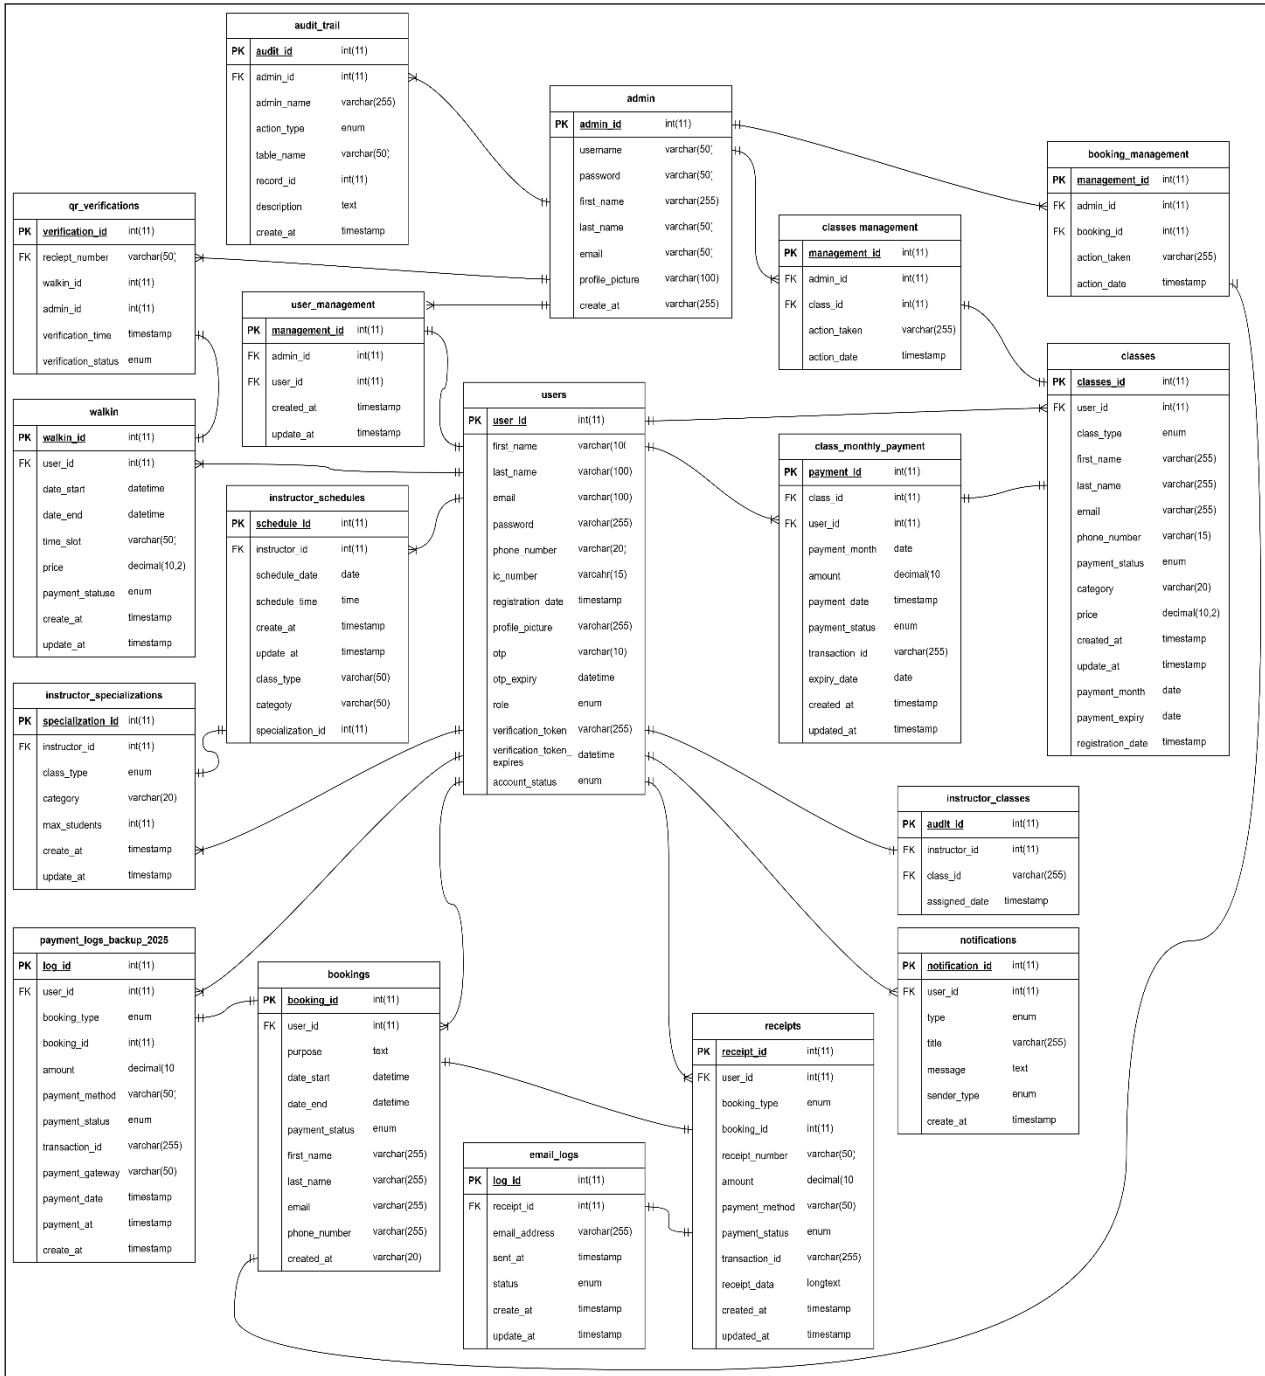 audit_trail
PK audit_id int(11)
FK admin_id int(11)
admin_name varchar(255)
action_type enum
table_name varchar(50)
record_id int(11)
description text
create_at timestamp
admin
PK admin_id int(11)
username varchar(50)
password varchar(50)
first_name varchar(255)
last_name varchar(50)
email varchar(50)
profile_picture varchar(100)
create_at varchar(255)
booking_management
PK management_id int(11)
FK admin_id int(11)
FK booking_id int(11)
action_taken varchar(255)
action_date timestamp
qr_verifications
PK verification_id int(11)
FK reciept_number varchar(50)
walkin_id int(11)
admin_id int(11)
verification_time timestamp
verification_status enum
classes management
PK management_id int(11)
FK admin_id int(11)
FK class_id int(11)
action_taken varchar(255)
action_date timestamp
user_management
PK management_id int(11)
FK admin_id int(11)
FK user_id int(11)
created_at timestamp
update_at timestamp
classes
PK classes_id int(11)
FK user_id int(11)
class_type enum
first_name varchar(255)
last_name varchar(255)
email varchar(255)
phone_number varchar(15)
payment_status enum
category varchar(20)
price decimal(10,2)
created_at timestamp
update_at timestamp
payment_month date
payment_expiry date
registration_date timestamp
users
PK user_id int(11)
first_name varchar(10(
last_name varchar(100)
email varchar(100)
password varchar(255)
phone_number varchar(20)
ic_number varcahr(15)
registration_date timestamp
profile_picture varchar(255)
otp varchar(10)
otp_expiry datetime
role enum
verification_token varchar(255)
verification_token_
expires datetime
account_status enum
walkin
PK walkin_id int(11)
FK user_id int(11)
date_start datetime
date_end datetime
time_slot varchar(50)
price decimal(10,2)
payment_statuse enum
create_at timestamp
update_at timestamp
class_monthly_payment
PK payment_id int(11)
FK class_id int(11)
FK user_id int(11)
payment_month date
amount decimal(10
payment_date timestamp
payment_status enum
transaction_id varchar(255)
expiry_date date
created_at timestamp
updated_at timestamp
instructor_schedules
PK schedule_id int(11)
FK instructor_id int(11)
schedule_date date
schedule_time time
create_at timestamp
update_at timestamp
class_type varchar(50)
categoty varchar(50)
specialization_id int(11)
instructor_specializations
PK specialization_id int(11)
FK instructor_id int(11)
class_type enum
category varchar(20)
max_students int(11)
create_at timestamp
update_at timestamp
instructor_classes
PK audit_id int(11)
FK instructor_id int(11)
FK class_id varchar(255)
assigned_date timestamp
payment_logs_backup_2025
PK log_id int(11)
FK user_id int(11)
booking_type enum
booking_id int(11)
amount decimal(10
payment_method varchar(50)
payment_status enum
transaction_id varchar(255)
payment_gateway varchar(50)
payment_date timestamp
payment_at timestamp
create_at timestamp
notifications
PK notification_id int(11)
FK user_id int(11)
type enum
title varchar(255)
message text
sender_type enum
create_at timestamp
bookings
PK booking_id int(11)
FK user_id int(11)
purpose text
date_start datetime
date_end datetime
payment_status enum
first_name varchar(255)
last_name varchar(255)
email varchar(255)
phone_number varchar(255)
created_at varchar(20)
receipts
PK receipt_id int(11)
FK user_id int(11)
booking_type enum
booking_id int(11)
receipt_number varchar(50)
amount decimal(10
payment_method varchar(50)
payment_status enum
transaction_id varchar(255)
receipt_data longtext
created_at timestamp
updated_at timestamp
email_logs
PK log_id int(11)
FK receipt_id int(11)
email_address varchar(255)
sent_at timestamp
status enum
create_at timestamp
update_at timestamp